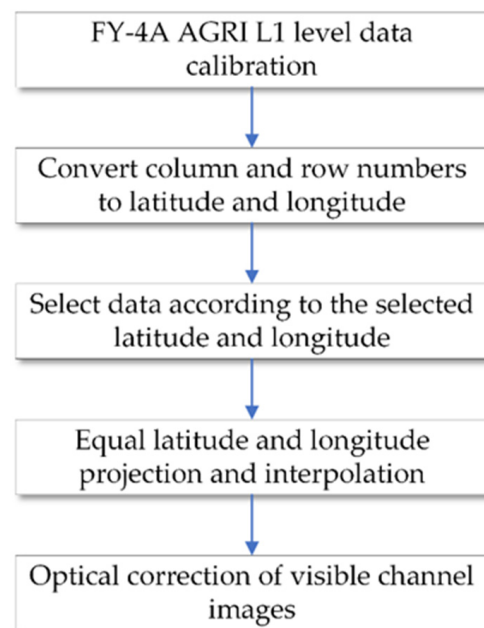 FY-4A AGRI L1 level data
calibration
Convert column and row numbers
to latitude and longitude
Select data according to the selected
latitude and longitude
Equal latitude and longitude
projection and interpolation
Optical correction of visible channel
images